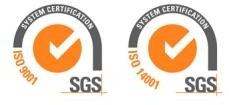 SYSTEM CERTIFICATION
ISO 9001
SGS
SYSTEM CERTIFICATION
ISO 14001
SGS